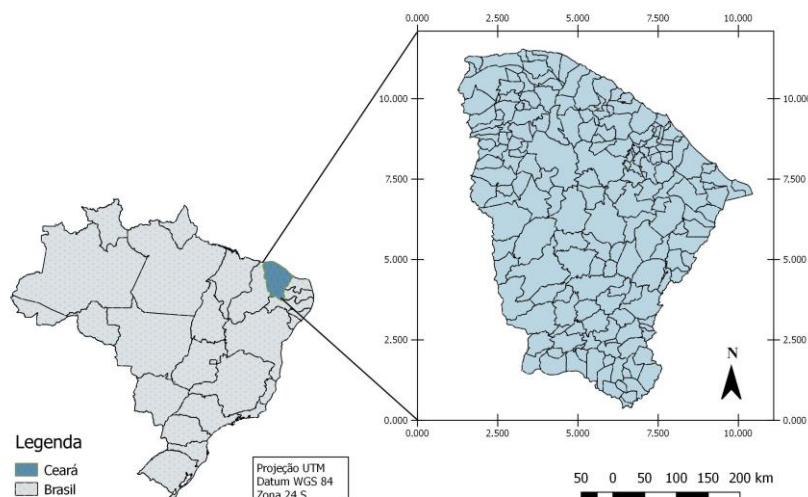 0.000 2.500 5.000 7.500 10.000
10.000 10.000
7.500 7.500
5.000 5.000
2.500 2.500
N
0.000 0.000
0.000 2.500 5.000 7.500 10.000
Legenda
Ceará
Brasil
Projeção UTM
Datum WGS 84
Zona 24 S
50 0 50 100 150 200 km